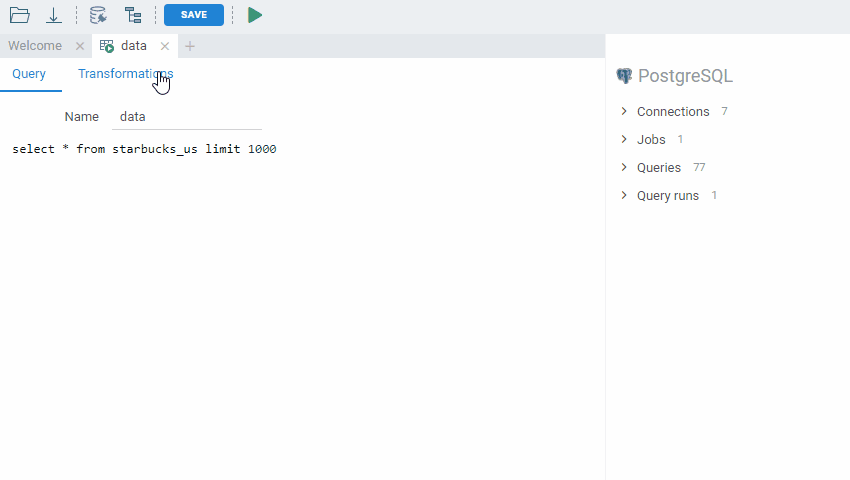 SAVE
Welcome
data
Query Transformations
Name data
select * from starbucks_us limit 1000
PostgreSQL
Connections 7
Jobs 1
Queries 77
Query runs 1